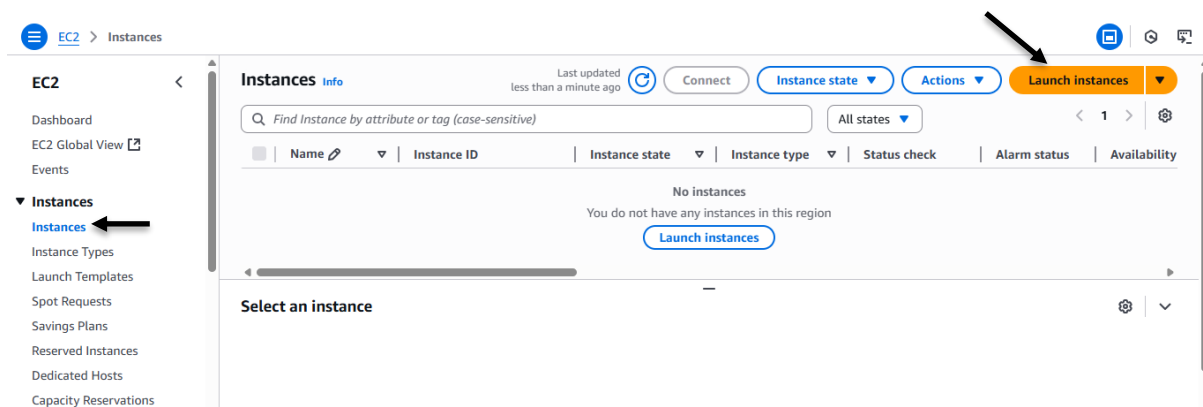 EC2 > Instances
EC2
Dashboard
EC2 Global View
Events
Instances
Instances
Instance Types
Launch Templates
Spot Requests
Savings Plans
Reserved Instances
Dedicated Hosts
Capacity Reservations
Instances Info
Last updated
less than a minute ago
Connect
Instance state
Actions
Launch instances
Find Instance by attribute or tag (case-sensitive)
All states
< 1 >
Name
Instance ID
Instance state
Instance type
Status check
Alarm status
Availability
No instances
You do not have any instances in this region
Launch instances
Select an instance